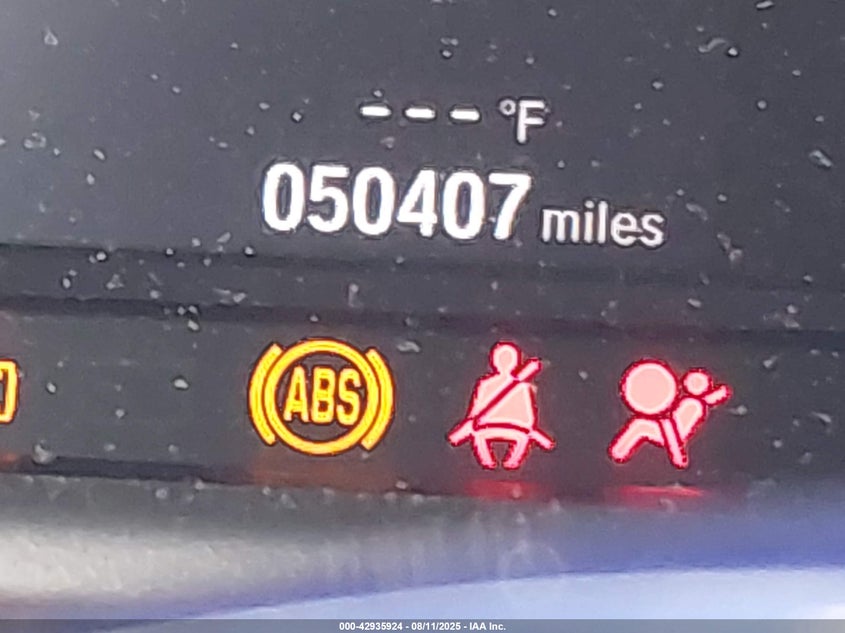 --- °F
050407 miles
ABS
000-42935924 - 08/11/2025 - IAA Inc.